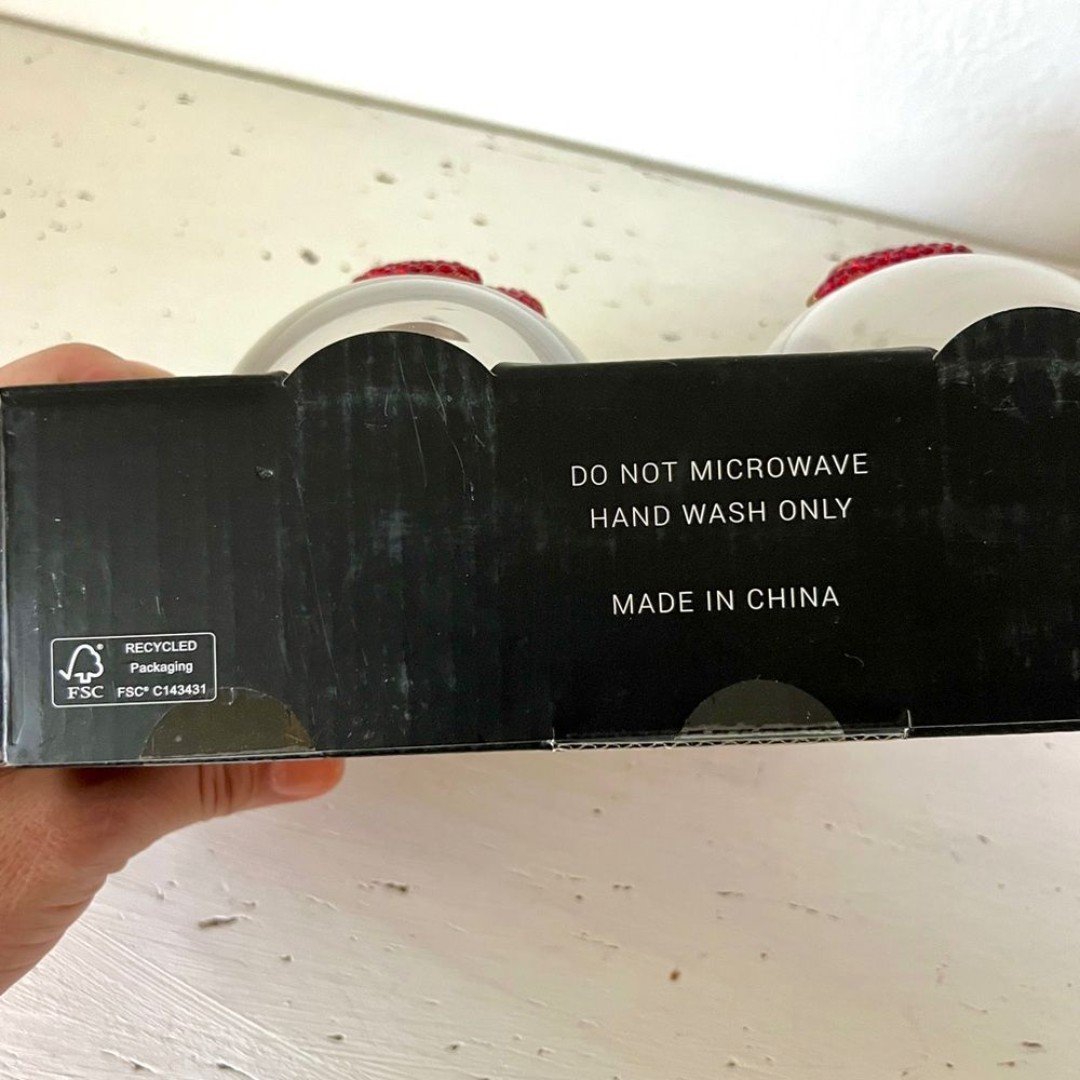 DO NOT MICROWAVE
HAND WASH ONLY
MADE IN CHINA
RECYCLED
Packaging
FSC® C143431
FSC